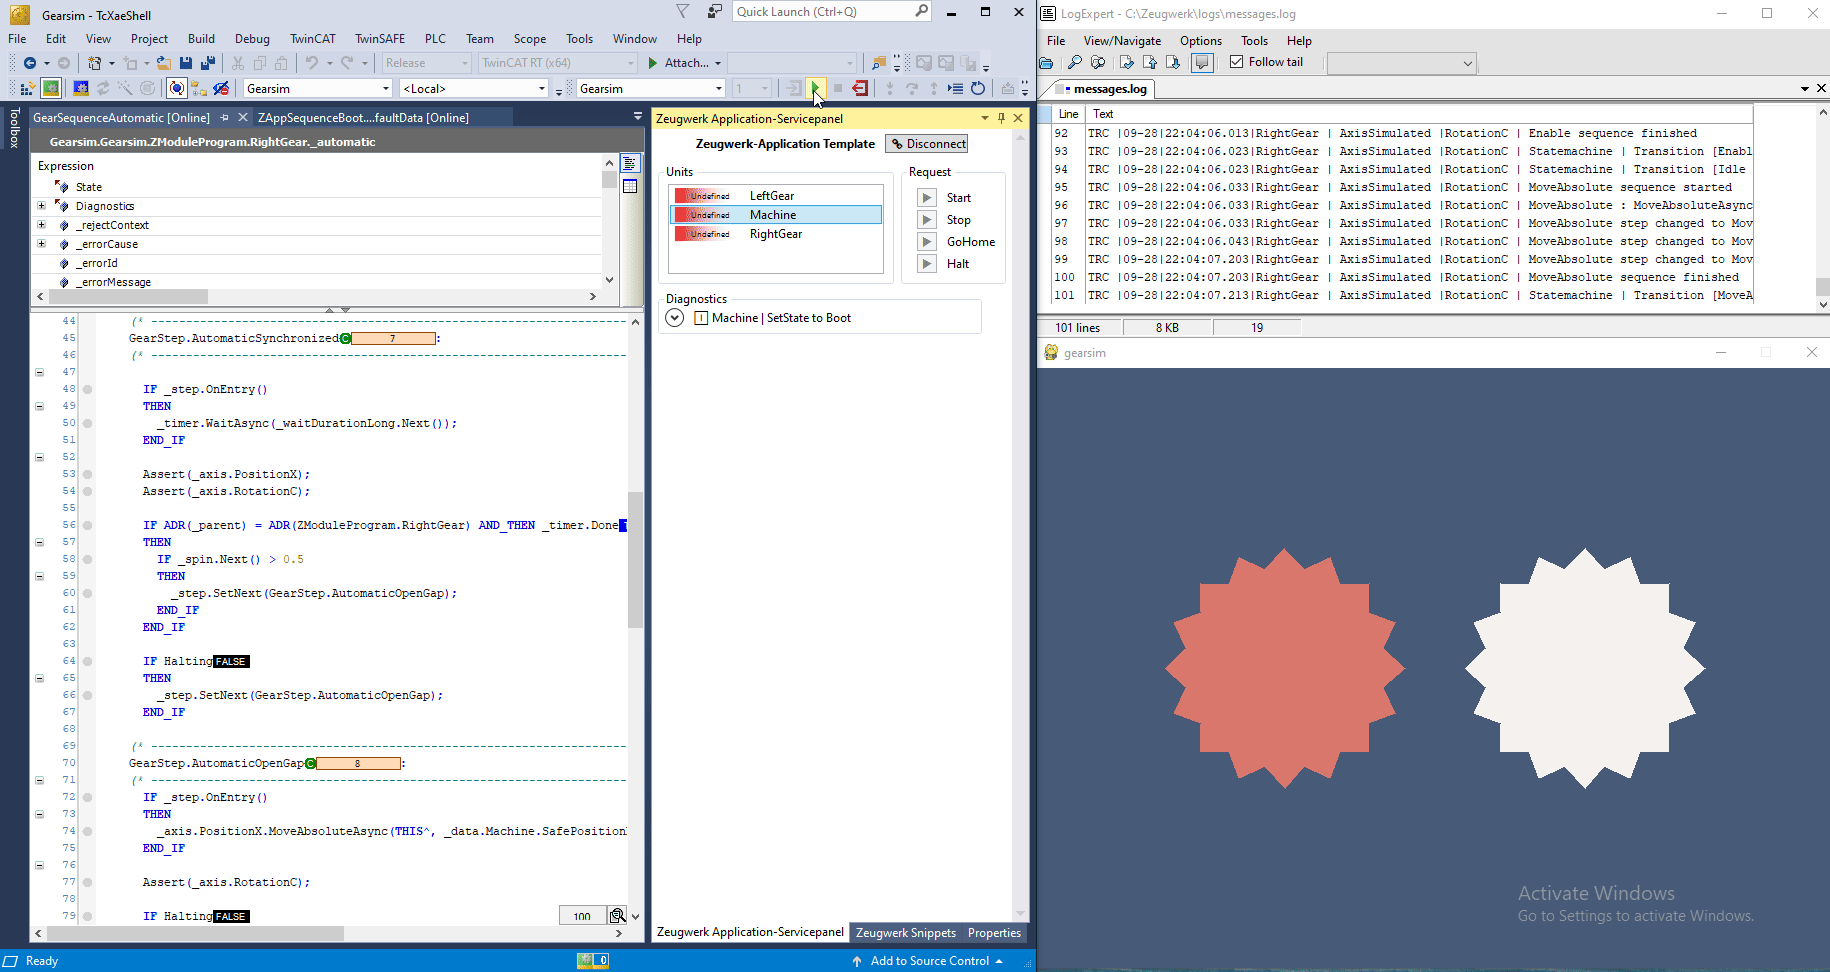 Gearsim - TcXaeShell
Quick Launch (Ctrl+Q)
File Edit View Project Build Debug TwinCAT TwinSAFE PLC Team Scope Tools Window Help
Release TwinCAT RT (x64) Attach...
Gearsim <Local> Gearsim 1
Toolbox
GearSequenceAutomatic [Online] ZAppSequenceBoot....faultData [Online]
Gearsim.Gearsim.ZModuleProgram.RightGear._automatic
Expression
State
Diagnostics
_rejectContext
_errorCause
_errorId
_errorMessage
44 (* ----------------------------------------------------------------
45 GearStep.AutomaticSynchronized C 7 :
46 (* ----------------------------------------------------------------
47
48 IF _step.OnEntry()
49 THEN
50 _timer.WaitAsync(_waitDurationLong.Next());
51 END_IF
52
53 Assert(_axis.PositionX);
54 Assert(_axis.RotationC);
55
56 IF ADR(_parent) = ADR(ZModuleProgram.RightGear) AND_THEN _timer.Done
57 THEN
58 IF _spin.Next() > 0.5
59 THEN
60 _step.SetNext(GearStep.AutomaticOpenGap);
61 END_IF
62 END_IF
63
64 IF Halting FALSE
65 THEN
66 _step.SetNext(GearStep.AutomaticOpenGap);
67 END_IF
68
69 (* ----------------------------------------------------------------
70 GearStep.AutomaticOpenGap C 8 :
71 (* ----------------------------------------------------------------
72 IF _step.OnEntry()
73 THEN
74 _axis.PositionX.MoveAbsoluteAsync(THIS^, _data.Machine.SafePosition
75 END_IF
76
77 Assert(_axis.RotationC);
78
79 IF Halting FALSE
100
Zeugwerk Application-Servicepanel
Zeugwerk-Application Template Disconnect
Units
Undefined LeftGear
Undefined Machine
Undefined RightGear
Request
Start
Stop
GoHome
Halt
Diagnostics
I Machine | SetState to Boot
Zeugwerk Application-Servicepanel Zeugwerk Snippets Properties
Ready
0
Add to Source Control
LogExpert - C:\Zeugwerk\logs\messages.log
File View/Navigate Options Tools Help
Follow tail
messages.log
Line Text
92 TRC |09-28|22:04:06.013|RightGear | AxisSimulated |RotationC | Enable sequence finished
93 TRC |09-28|22:04:06.023|RightGear | AxisSimulated |RotationC | Statemachine | Transition [Enabl
94 TRC |09-28|22:04:06.023|RightGear | AxisSimulated |RotationC | Statemachine | Transition [Idle
95 TRC |09-28|22:04:06.033|RightGear | AxisSimulated |RotationC | MoveAbsolute sequence started
96 TRC |09-28|22:04:06.033|RightGear | AxisSimulated |RotationC | MoveAbsolute : MoveAbsoluteAsync
97 TRC |09-28|22:04:06.033|RightGear | AxisSimulated |RotationC | MoveAbsolute step changed to Mov
98 TRC |09-28|22:04:06.043|RightGear | AxisSimulated |RotationC | MoveAbsolute step changed to Mov
99 TRC |09-28|22:04:07.203|RightGear | AxisSimulated |RotationC | MoveAbsolute step changed to Mov
100 TRC |09-28|22:04:07.203|RightGear | AxisSimulated |RotationC | MoveAbsolute sequence finished
101 TRC |09-28|22:04:07.213|RightGear | AxisSimulated |RotationC | Statemachine | Transition [MoveA
101 lines 8 KB 19
gearsim
Activate Windows
Go to Settings to activate Windows.